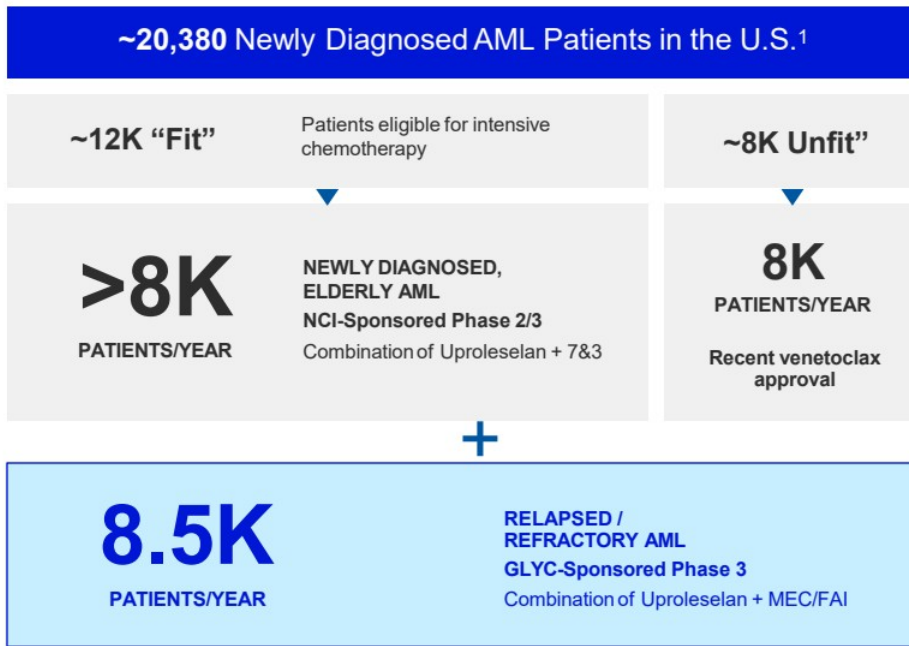 ~20,380 Newly Diagnosed AML Patients in the U.S.¹
~12K “Fit”
Patients eligible for intensive
chemotherapy
~8K Unfit”
>8K
PATIENTS/YEAR
NEWLY DIAGNOSED,
ELDERLY AML
NCI-Sponsored Phase 2/3
Combination of Uproleselan + 7&3
8K
PATIENTS/YEAR
Recent venetoclax
approval
+
8.5K
PATIENTS/YEAR
RELAPSED /
REFRACTORY AML
GLYC-Sponsored Phase 3
Combination of Uproleselan + MEC/FAI